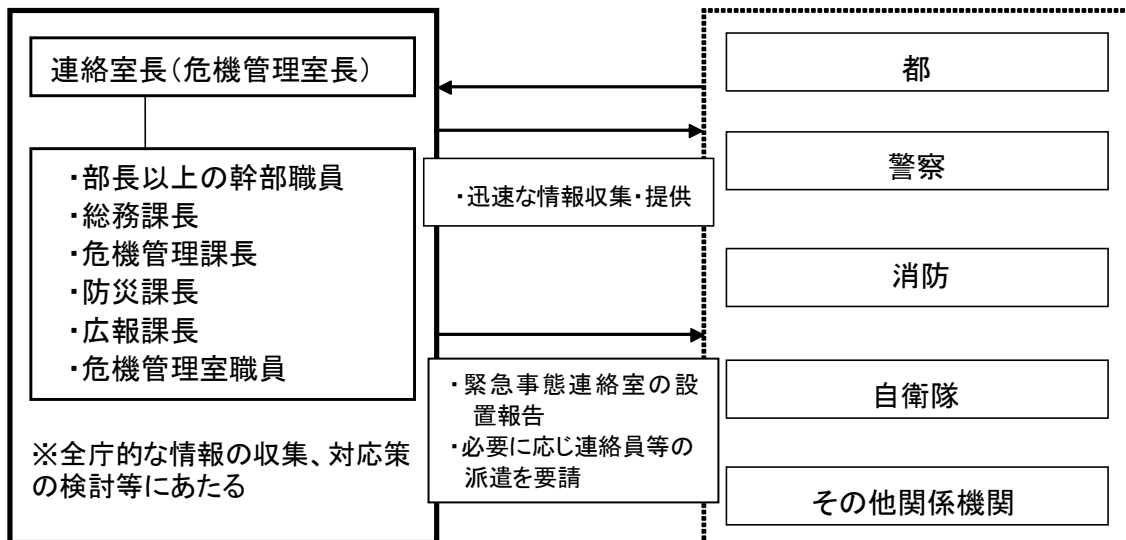 連絡室長(危機管理室長)
・部長以上の幹部職員
・総務課長
・危機管理課長
・防災課長
・広報課長
・危機管理室職員
※全庁的な情報の収集、対応策
の検討等にあたる
・迅速な情報収集・提供
・緊急事態連絡室の設
置報告
・必要に応じ連絡員等の
派遣を要請
都
警察
消防
自衛隊
その他関係機関